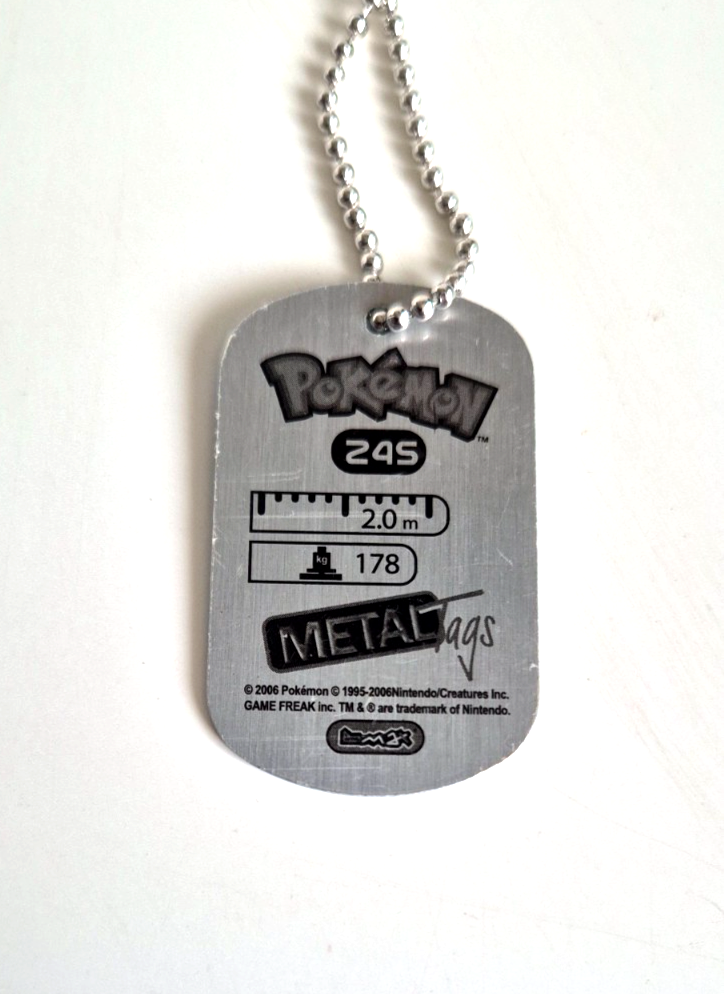 POKéMON
™
245
2.0 m
kg 178
METAL Tags
© 2006 Pokémon © 1995-2006Nintendo/Creatures Inc.
GAME FREAK inc. TM & ® are trademark of Nintendo.